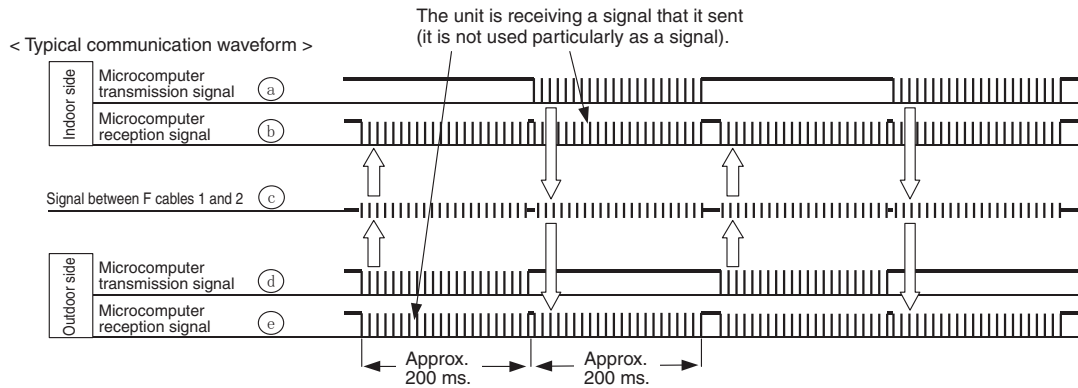 The unit is receiving a signal that it sent
(it is not used particularly as a signal).
< Typical communication waveform >
Indoor side
Microcomputer
transmission signal
a
Microcomputer
reception signal
b
Signal between F cables 1 and 2
c
Outdoor side
Microcomputer
transmission signal
d
Microcomputer
reception signal
e
Approx.
200 ms.
Approx.
200 ms.